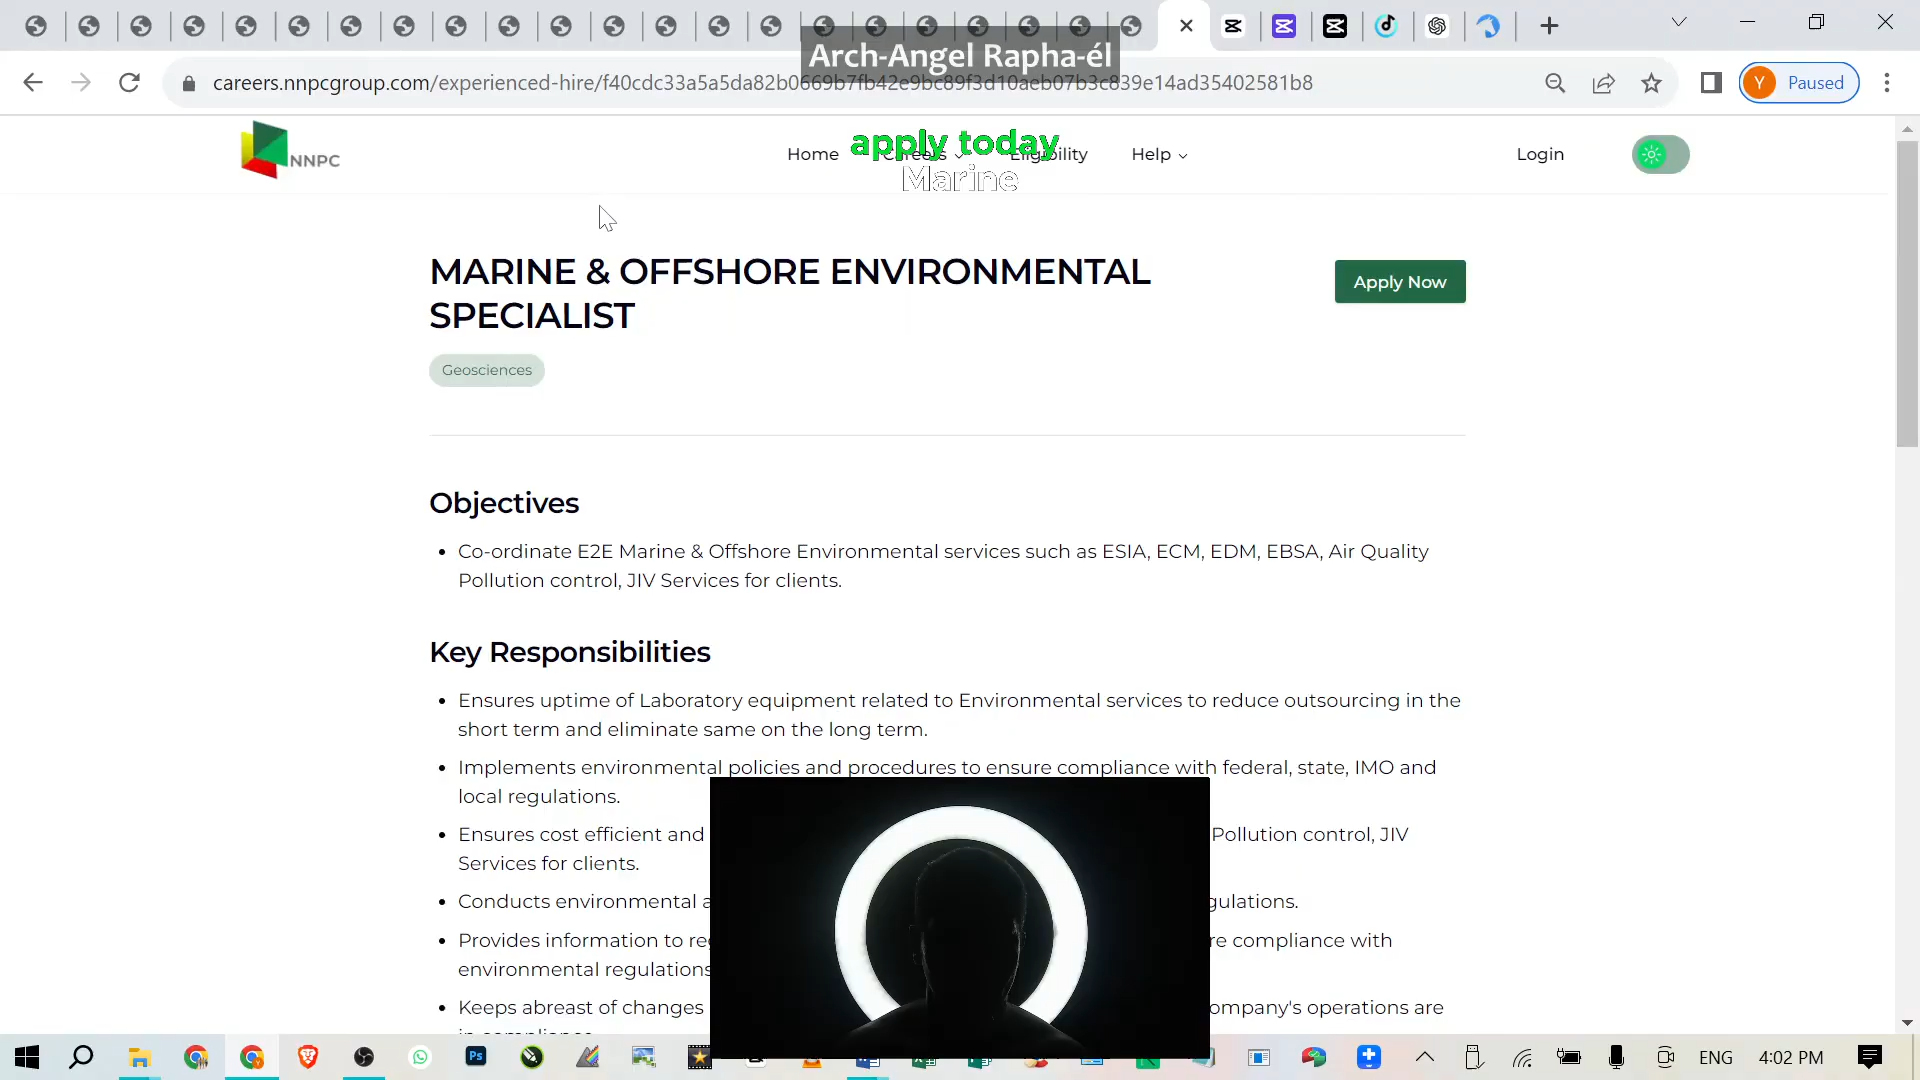 Arch-Angel Rapha-él
careers.nnpcgroup.com/experienced-hire/f40cdc33a5a5da82b0669b7fb42e9bc89f3d10aeb07b3c839e14ad35402581b8
Y Paused
NNPC
Home Careers Eligibility Help Login
apply today
Marine
MARINE & OFFSHORE ENVIRONMENTAL
SPECIALIST
Apply Now
Geosciences
Objectives
Co-ordinate E2E Marine & Offshore Environmental services such as ESIA, ECM, EDM, EBSA, Air Quality
Pollution control, JIV Services for clients.
Key Responsibilities
Ensures uptime of Laboratory equipment related to Environmental services to reduce outsourcing in the
short term and eliminate same on the long term.
Implements environmental policies and procedures to ensure compliance with federal, state, IMO and
local regulations.
Ensures cost efficient and Pollution control, JIV
Services for clients.
Conducts environmental a gulations.
Provides information to re re compliance with
environmental regulations
Keeps abreast of changes ompany's operations are
Ps
ENG 4:02 PM